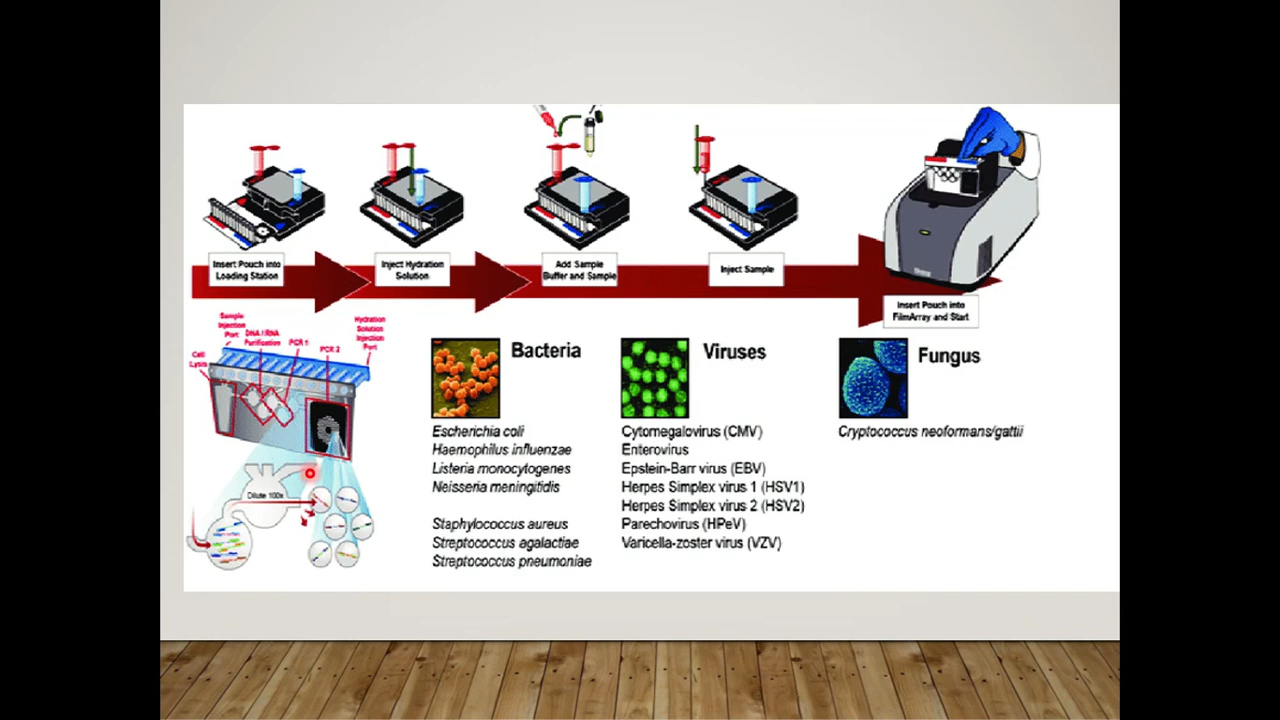 Insert Pouch into
Loading Station
Inject Hydration
Solution
Add Sample
Buffer and Sample
Inject Sample
Insert Pouch into
FilmArray and Start
Sample
Injection
Port
Hydration
Solution
Injection
Port
DNA / RNA
Purification
PCR 1
PCR 2
Cell
Lysis
Dilute 100x
Bacteria
Escherichia coli
Haemophilus influenzae
Listeria monocytogenes
Neisseria meningitidis
Staphylococcus aureus
Streptococcus agalactiae
Streptococcus pneumoniae
Viruses
Cytomegalovirus (CMV)
Enterovirus
Epstein-Barr virus (EBV)
Herpes Simplex virus 1 (HSV1)
Herpes Simplex virus 2 (HSV2)
Parechovirus (HPeV)
Varicella-zoster virus (VZV)
Fungus
Cryptococcus neoformans/gattii